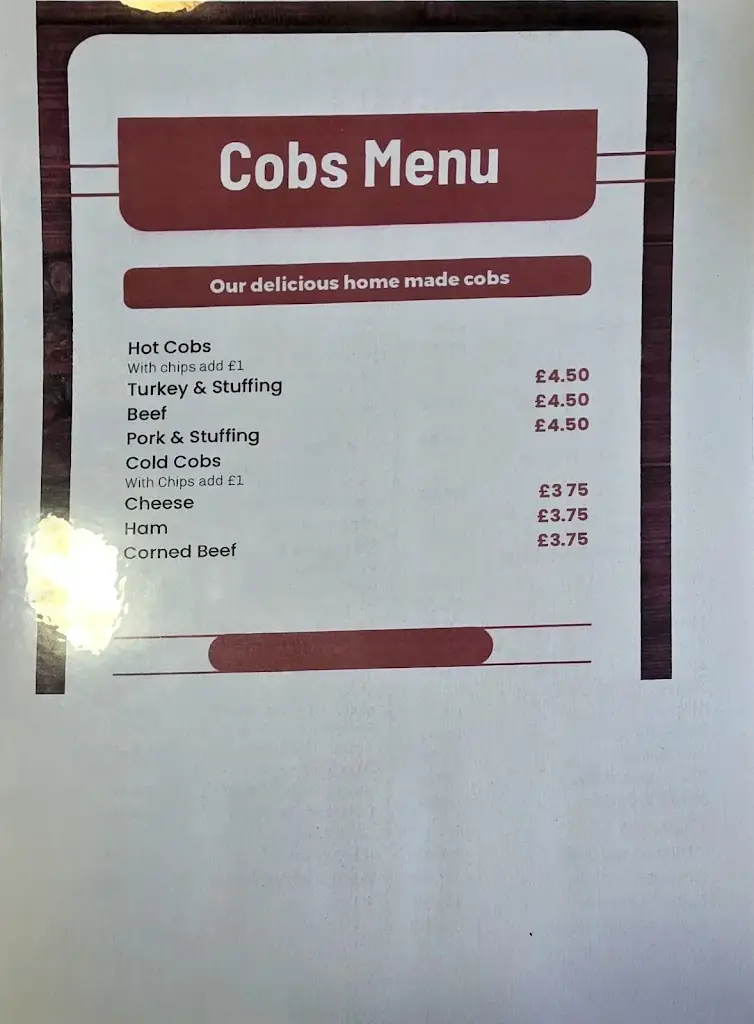 Cobs Menu
Our delicious home made cobs
Hot Cobs
With chips add £1
Turkey & Stuffing £4.50
Beef £4.50
Pork & Stuffing £4.50
Cold Cobs
With Chips add £1
Cheese £3 75
Ham £3.75
Corned Beef £3.75